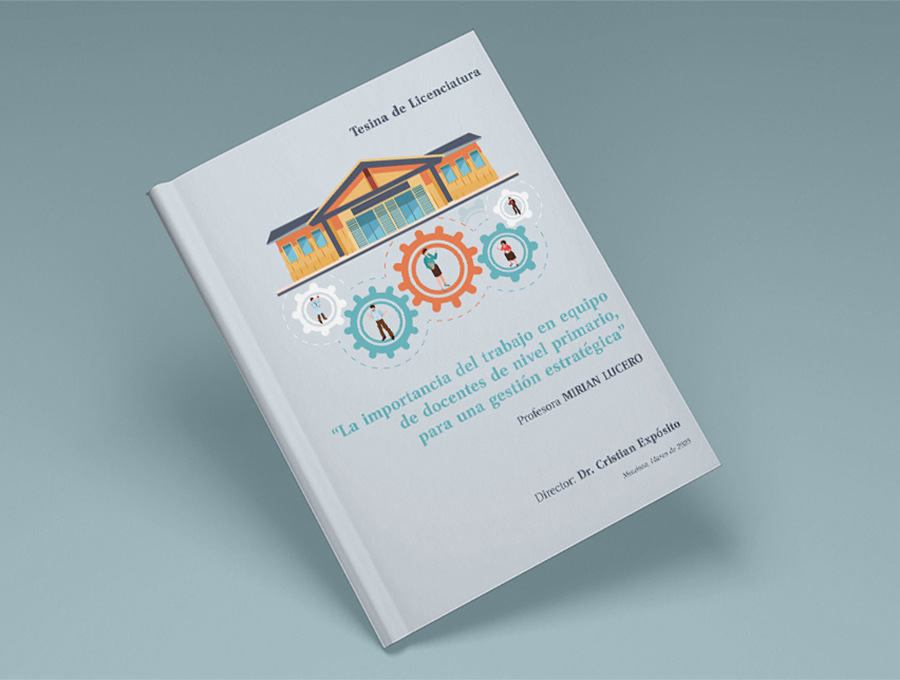 Tesina de Licenciatura
“La importancia del trabajo en equipo
de docentes de nivel primario,
para una gestión estratégica”
Profesora MIRIAN LUCERO
Director: Dr. Cristian Expósito
de